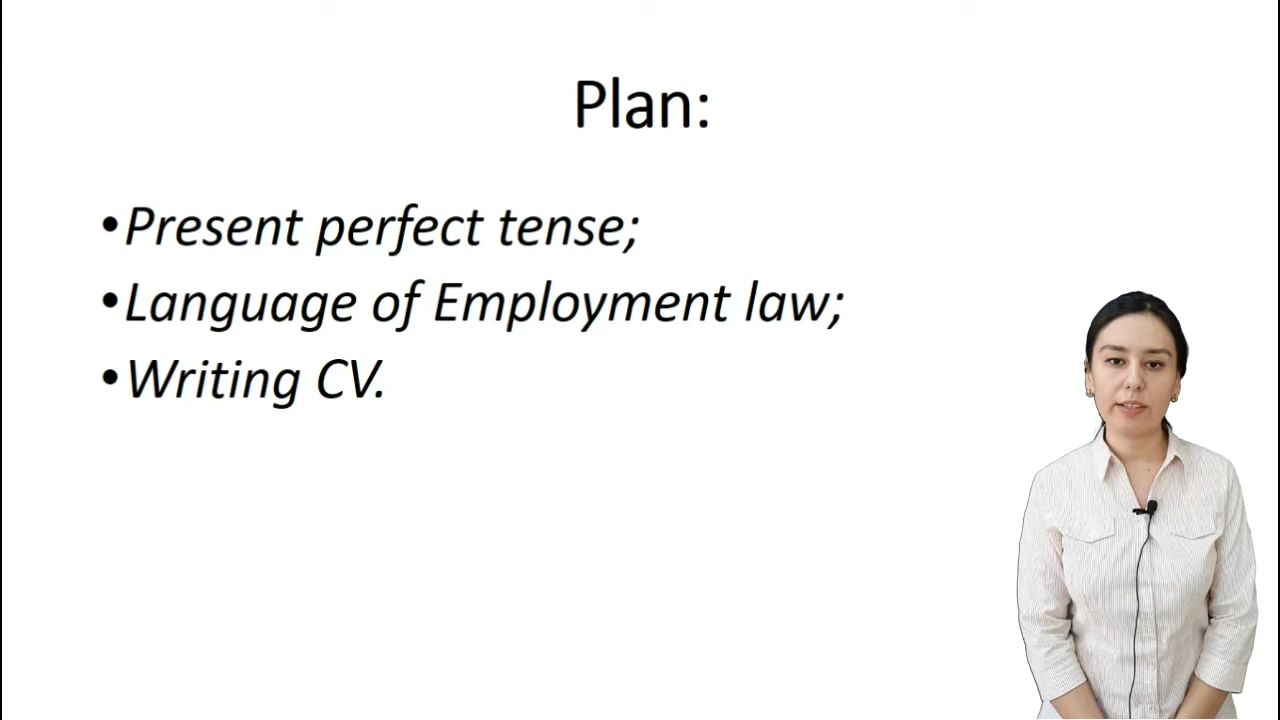 Plan:
•Present perfect tense;
•Language of Employment law;
•Writing CV.